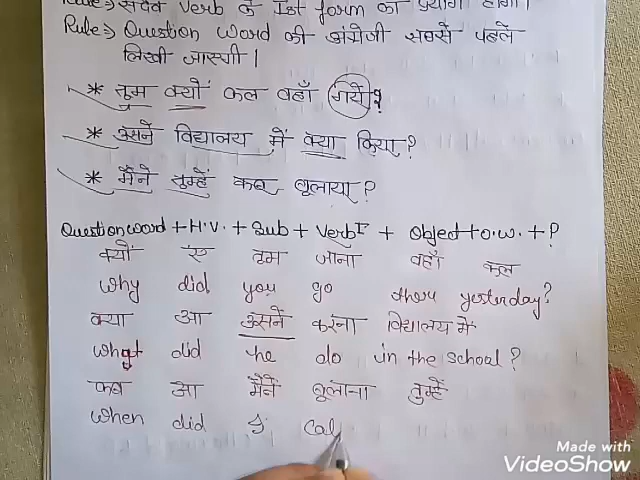 Rule:⇒ सदैव Verb के Ist form का प्रयोग होगा।
Rule:⇒ Question Word की अंग्रेजी सबसे पहले
लिखी जाएगी।
* तुम क्यों कल वहाँ गये?
* उसने विद्यालय में क्या किया?
* मैंने तुम्हें कब बुलाया?
Question word + H.V. + Sub + Verb I + Object + o.w. + ?
क्यों तुम जाना वहाँ कल
why did you go there yesterday?
क्या आ उसने करना विद्यालय में
what did he do in the school?
कब आ मैंने बुलाना तुम्हें
when did I cal
Made with
VideoShow